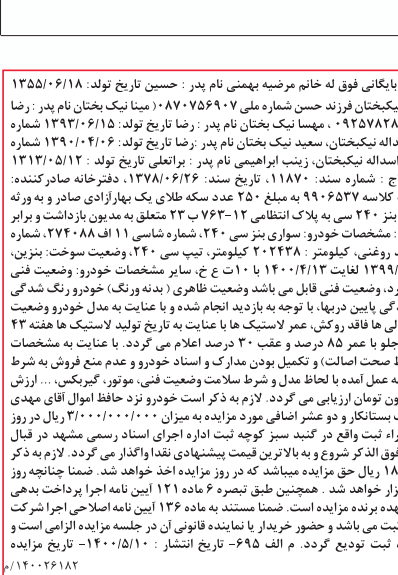 بایگانی فوق له خانم مرضیه بهمنی نام پدر : حسین تاریخ تولد: ۱۳۵۵/۰۶/۱۸
نیکبختان فرزند حسن شماره ملی ۰۸۷۰۷۵۶۹۰۷( مینا نیک بختان نام پدر : رضا
۰۹۲۵۷۸۲۸ ، مهسا نیک بختان نام پدر : رضا تاریخ تولد: ۱۳۹۳/۰۶/۱۵ شماره
داله نیکبختان، سعید نیک بختان نام پدر :رضا تاریخ تولد: ۱۳۹۰/۰۴/۰۶ شماره
اسداله نیکبختان، زینب ابراهیمی نام پدر : براتعلی تاریخ تولد : ۱۳۱۳/۰۵/۱۲
ج : شماره سند: ۱۱۸۷۰، تاریخ سند: ۱۳۷۸/۰۶/۲۶، دفترخانه صادرکننده:
ه کلاسه ۹۹۰۶۵۳۷ به مبلغ ۲۵۰ عدد سکه طلای یک بهارآزادی صادر و به ورثه
بنز ۲۴۰ سی به پلاک انتظامی ۱۲-۷۶۳ ب ۲۳ متعلق به مدیون بازداشت و برابر
: مشخصات خودرو: سواری بنز سی ۲۴۰، شماره شاسی ۱۱ اف ۲۷۴۰۸۸، شماره
د روغنی، کیلومتر : ۲۰۲۴۳۸ کیلومتر، تیپ سی ۲۴۰، وضعیت سوخت: بنزین،
۱۳۹۹/ لغایت ۱۴۰۰/۴/۱۳ با ۱۰ت ع خ، سایر مشخصات خودرو: وضعیت فنی
رد، وضعیت فنی قابل می باشد وضعیت ظاهری ( بدنه ورنگ) خودرو رنگ شدگی
گی پایین دربها، با توجه به بازدید انجام شده و با عنایت به مدل خودرو وضعیت
لی ها فاقد روکش، عمر لاستیک ها با عنایت به تاریخ تولید لاستیک ها هفته ۴۳
جلو با عمر ۸۵ درصد و عقب ۳۰ درصد اعلام می گردد. با عنایت به مشخصات
ط صحت اصالت) و تکمیل بودن مدارک و اسناد خودرو و عدم منع فروش به شرط
ه عمل آمده با لحاظ مدل و شرط سلامت وضعیت فنی، موتور، گیربکس، ... ارزش
ون تومان ارزیابی می گردد. لازم به ذکر است خودرو نزد حافظ اموال آقای مهدی
ب بستانکار و دو عشر اضافی مورد مزایده به میزان ۳/۰۰۰/۰۰۰/۰۰۰ ریال در روز
راء ثبت واقع در گنبد سبز کوچه ثبت اداره اجرای اسناد رسمی مشهد در قبال
فوق الذکر شروع و به بالاترین قیمت پیشنهادی نقدا واگذار می گردد. لازم به ذکر
۱۸ ریال حق مزایده میباشد که در روز مزایده اخذ خواهد شد. ضمنا چنانچه روز
زار خواهد شد . همچنین طبق تبصره ۶ ماده ۱۲۱ آیین نامه اجرا پرداخت بدهی
هده برنده مزایده است. ضمنا مستند به ماده ۱۳۶ آیین نامه اصلاحی اجرا شرکت
ثبت می باشد و حضور خریدار یا نماینده قانونی آن در جلسه مزایده الزامی است و
ه ثبت تودیع گردد. م الف ۶۹۵- تاریخ انتشار : ۱۴۰۰/۵/۱۰- تاریخ مزایده
۱۴۰۰۲۶۱۸۲/م